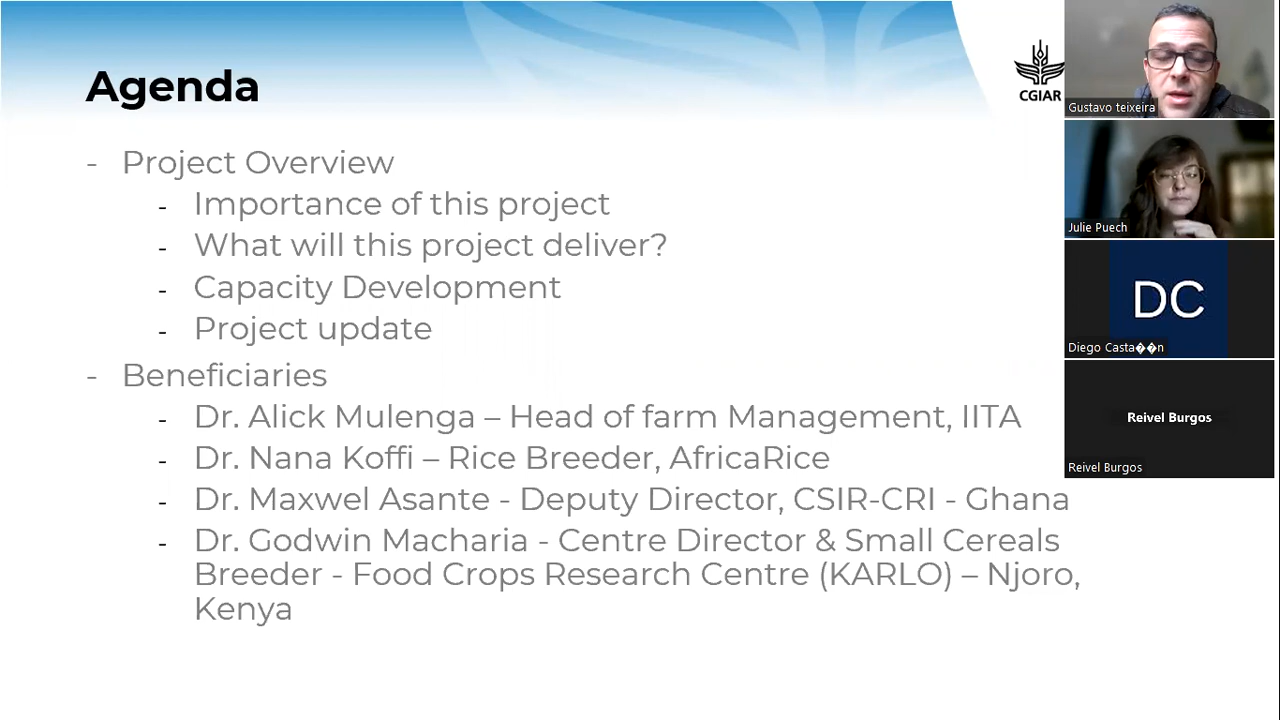 Agenda
CGIAR
- Project Overview
- Importance of this project
- What will this project deliver?
- Capacity Development
- Project update
- Beneficiaries
- Dr. Alick Mulenga – Head of farm Management, IITA
- Dr. Nana Koffi – Rice Breeder, AfricaRice
- Dr. Maxwel Asante - Deputy Director, CSIR-CRI - Ghana
- Dr. Godwin Macharia - Centre Director & Small Cereals
Breeder - Food Crops Research Centre (KARLO) – Njoro,
Kenya
Gustavo teixeira
Julie Puech
DC
Diego Casta��n
Reivel Burgos
Reivel Burgos